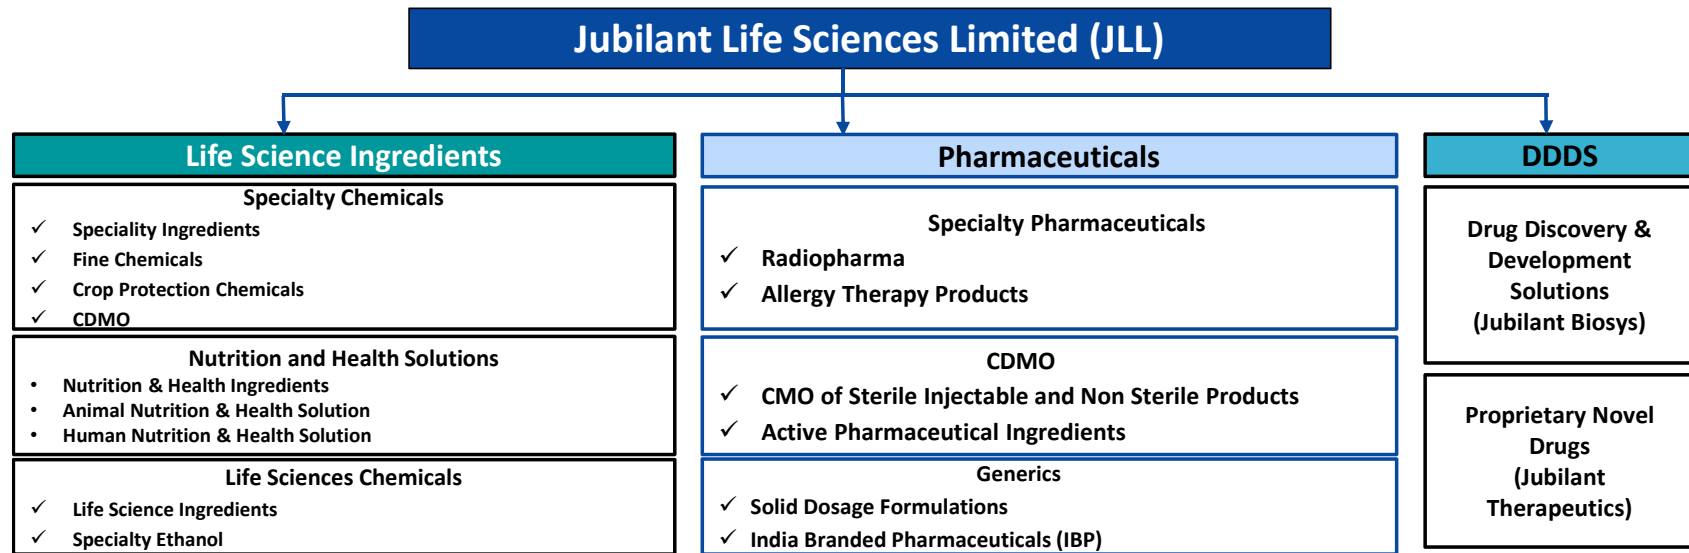 Jubilant Life Sciences Limited (JLL)
Life Science Ingredients
Specialty Chemicals
✓ Speciality Ingredients
✓ Fine Chemicals
✓ Crop Protection Chemicals
✓ CDMO
Nutrition and Health Solutions
• Nutrition & Health Ingredients
• Animal Nutrition & Health Solution
• Human Nutrition & Health Solution
Life Sciences Chemicals
✓ Life Science Ingredients
✓ Specialty Ethanol
Pharmaceuticals
Specialty Pharmaceuticals
✓ Radiopharma
✓ Allergy Therapy Products
CDMO
✓ CMO of Sterile Injectable and Non Sterile Products
✓ Active Pharmaceutical Ingredients
Generics
✓ Solid Dosage Formulations
✓ India Branded Pharmaceuticals (IBP)
DDDS
Drug Discovery &
Development
Solutions
(Jubilant Biosys)
Proprietary Novel
Drugs
(Jubilant
Therapeutics)